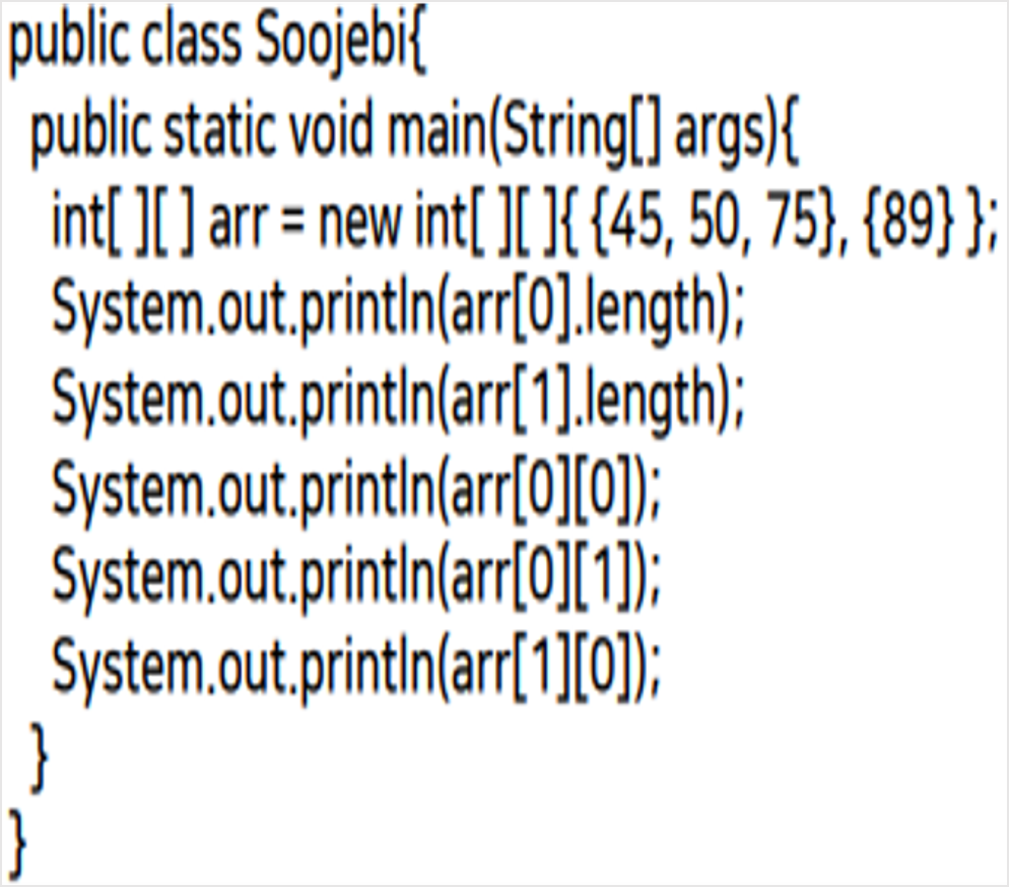 public class Soojebi{
public static void main(String[] args){
int[ ][ ] arr = new int[ ][ ]{ {45, 50, 75}, {89} };
System.out.println(arr[0].length);
System.out.println(arr[1].length);
System.out.println(arr[0][0]);
System.out.println(arr[0][1]);
System.out.println(arr[1][0]);
}
}